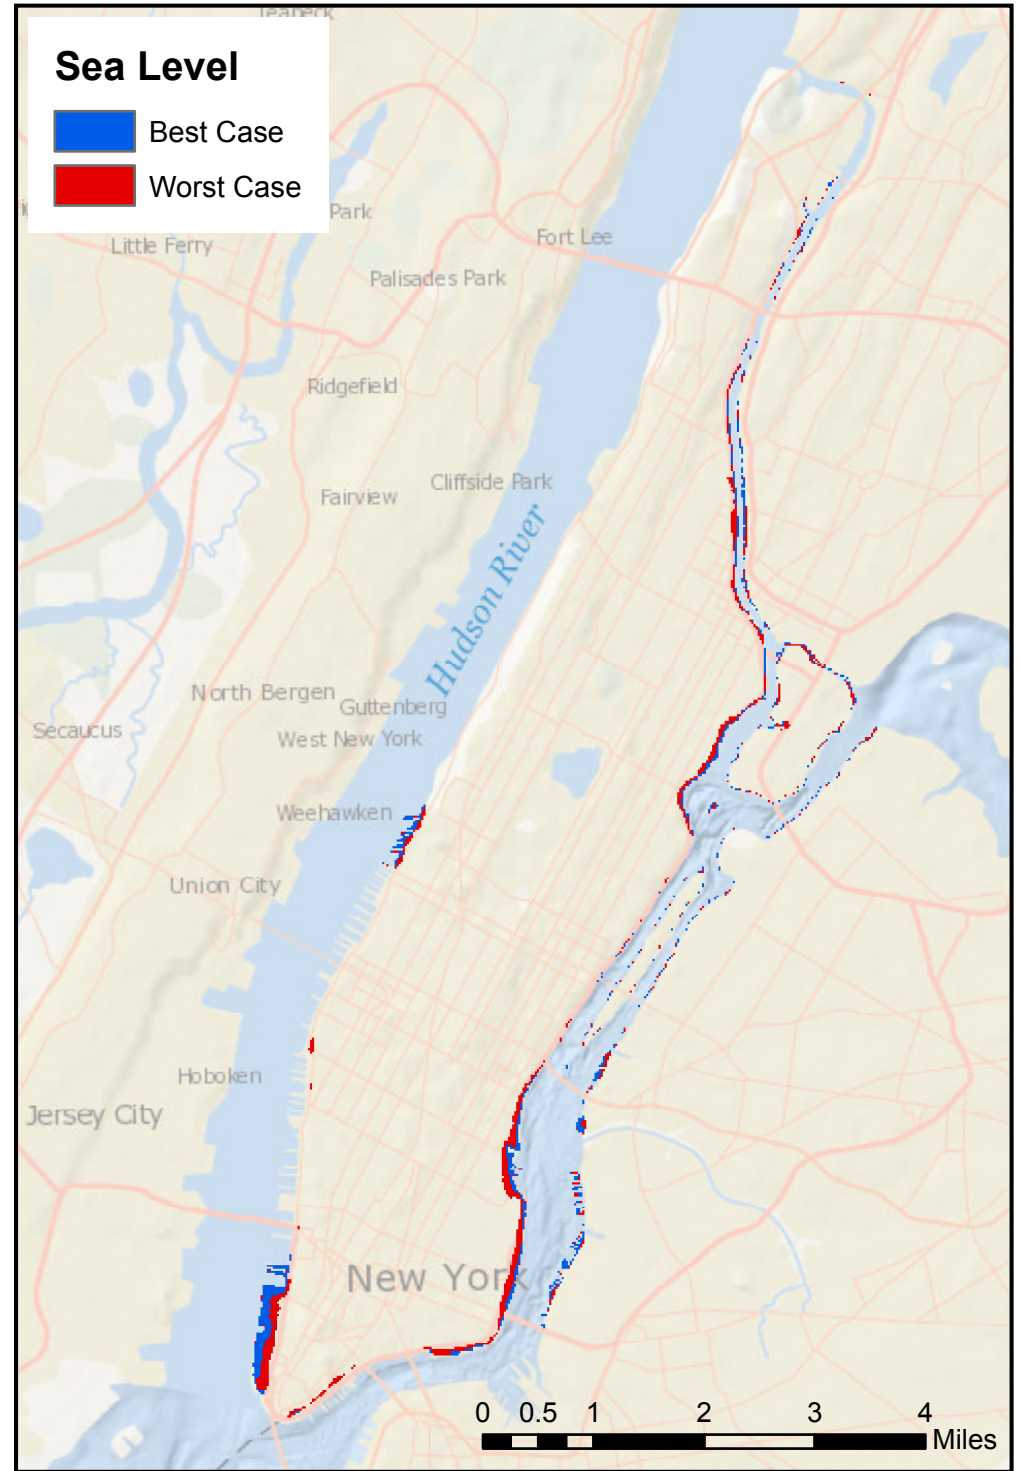 Teaneck
Sea Level
Best Case
Worst Case
Park
Little Ferry
Fort Lee
Palisades Park
Ridgefield
Cliffside Park
Fairview
Hudson River
North Bergen
Guttenberg
Secaucus
West New York
Weehawken
Union City
Hoboken
Jersey City
New York
0 0.5 1 2 3 4
Miles